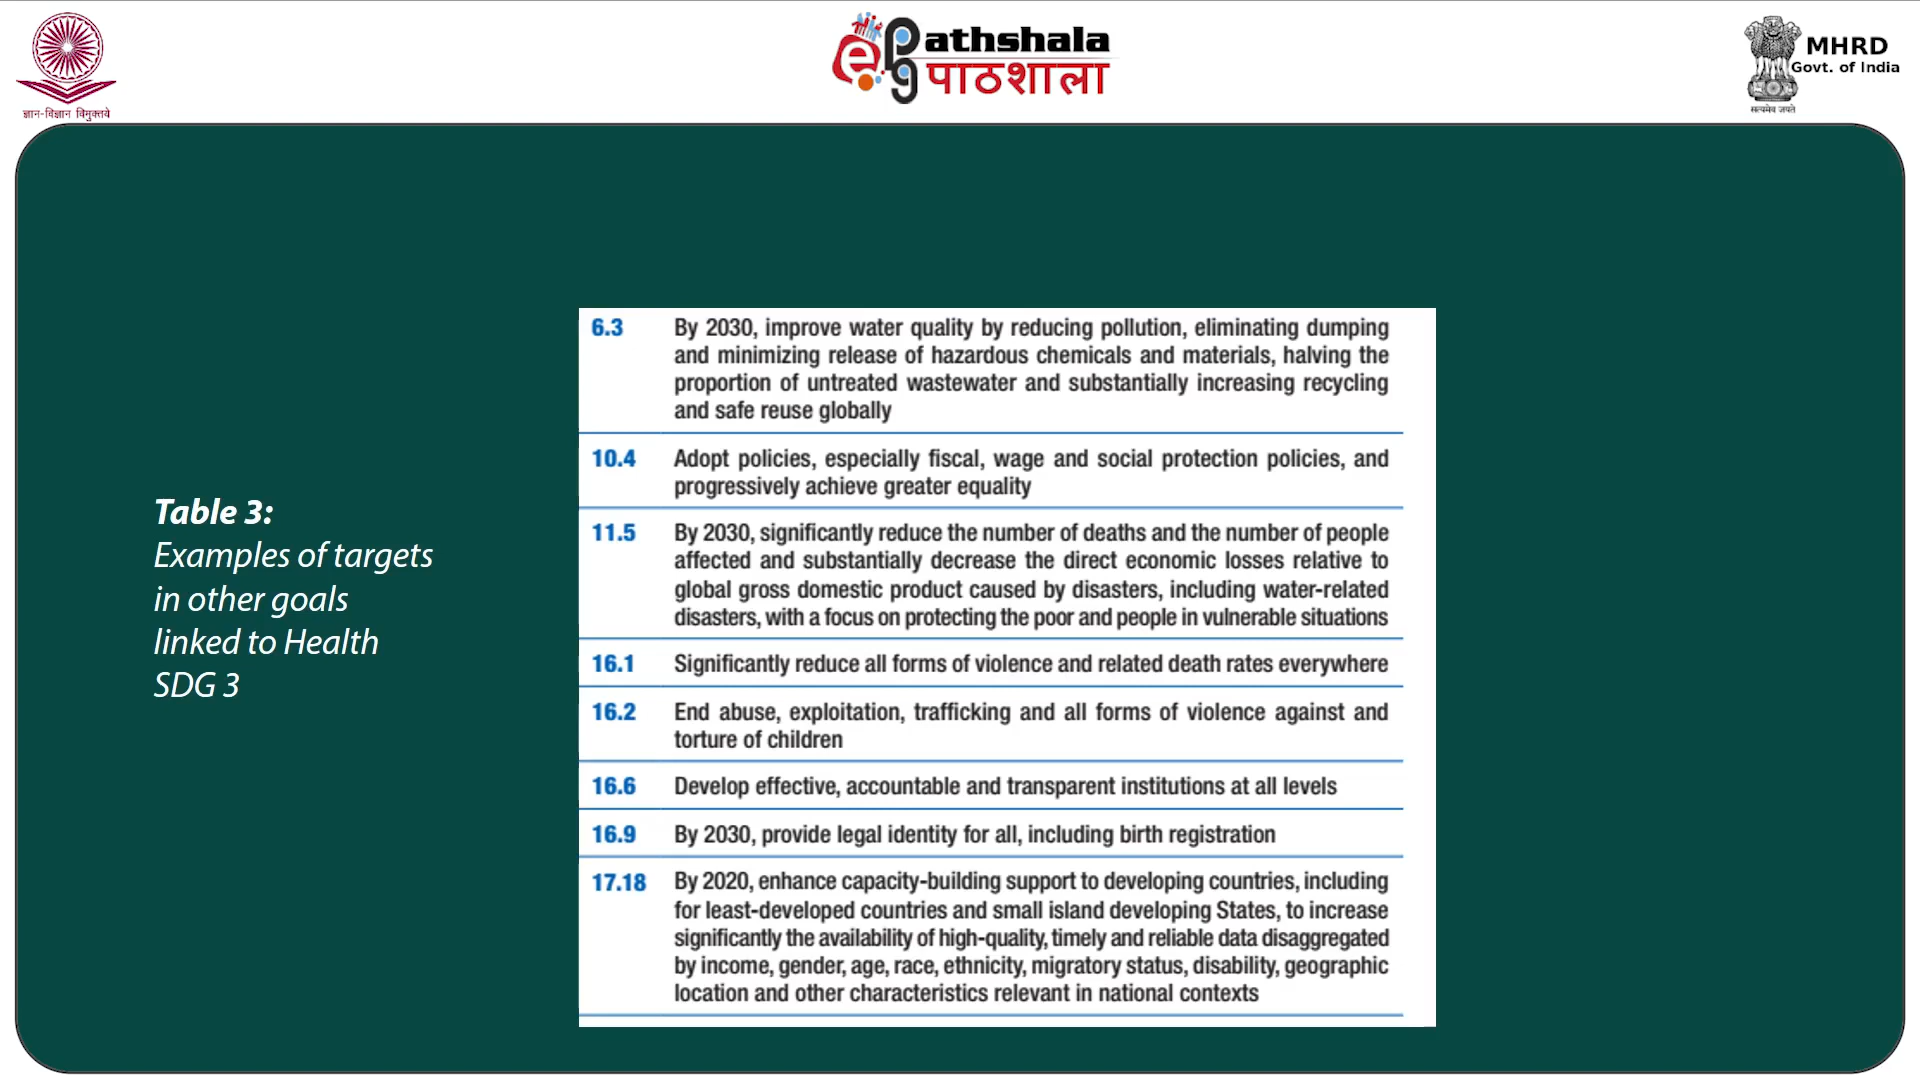 ज्ञान-विज्ञान विमुक्तये
ePG
athshala
पाठशाला
MHRD
Govt. of India
सत्यमेव जयते
Table 3:
Examples of targets
in other goals
linked to Health
SDG 3
6.3 By 2030, improve water quality by reducing pollution, eliminating dumping
and minimizing release of hazardous chemicals and materials, halving the
proportion of untreated wastewater and substantially increasing recycling
and safe reuse globally
10.4 Adopt policies, especially fiscal, wage and social protection policies, and
progressively achieve greater equality
11.5 By 2030, significantly reduce the number of deaths and the number of people
affected and substantially decrease the direct economic losses relative to
global gross domestic product caused by disasters, including water-related
disasters, with a focus on protecting the poor and people in vulnerable situations
16.1 Significantly reduce all forms of violence and related death rates everywhere
16.2 End abuse, exploitation, trafficking and all forms of violence against and
torture of children
16.6 Develop effective, accountable and transparent institutions at all levels
16.9 By 2030, provide legal identity for all, including birth registration
17.18 By 2020, enhance capacity-building support to developing countries, including
for least-developed countries and small island developing States, to increase
significantly the availability of high-quality, timely and reliable data disaggregated
by income, gender, age, race, ethnicity, migratory status, disability, geographic
location and other characteristics relevant in national contexts